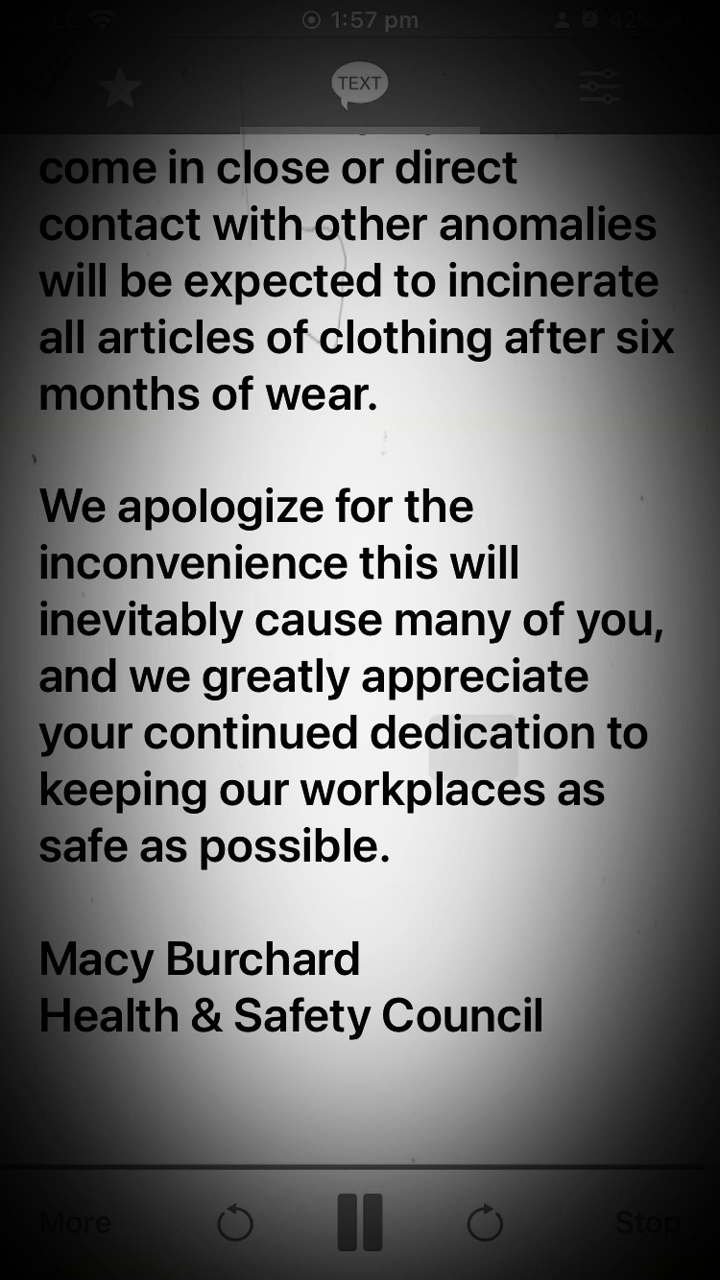 1:57 pm
TEXT
come in close or direct
contact with other anomalies
will be expected to incinerate
all articles of clothing after six
months of wear.
We apologize for the
inconvenience this will
inevitably cause many of you,
and we greatly appreciate
your continued dedication to
keeping our workplaces as
safe as possible.
Macy Burchard
Health & Safety Council
More
Stop